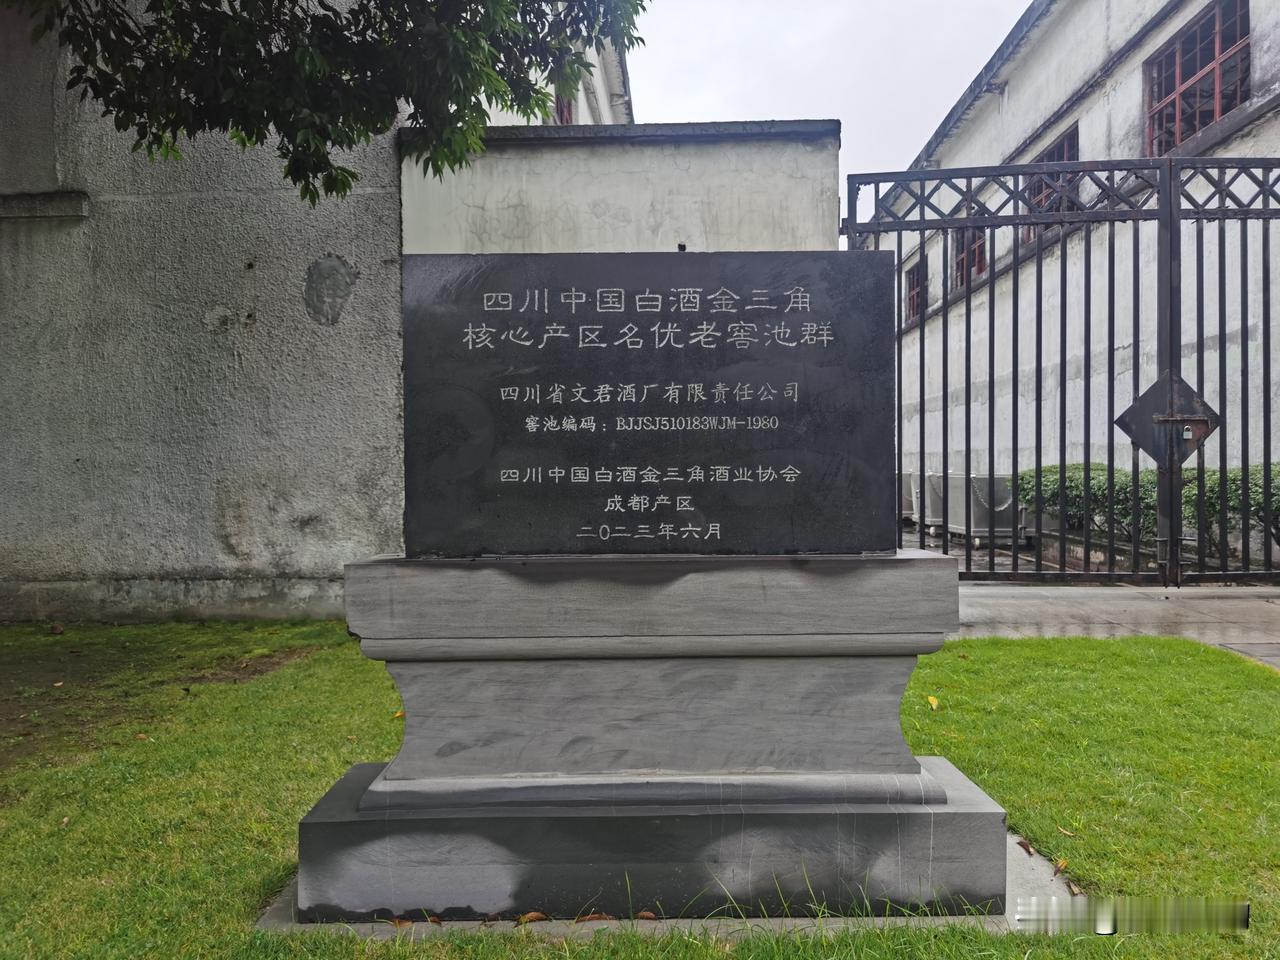 四川中国白酒金三角
核心产区名优老窖池群
四川省文君酒厂有限责任公司
窖池编码：BJJSJ510183WJM-1980
四川中国白酒金三角酒业协会
成都产区
二〇二三年六月